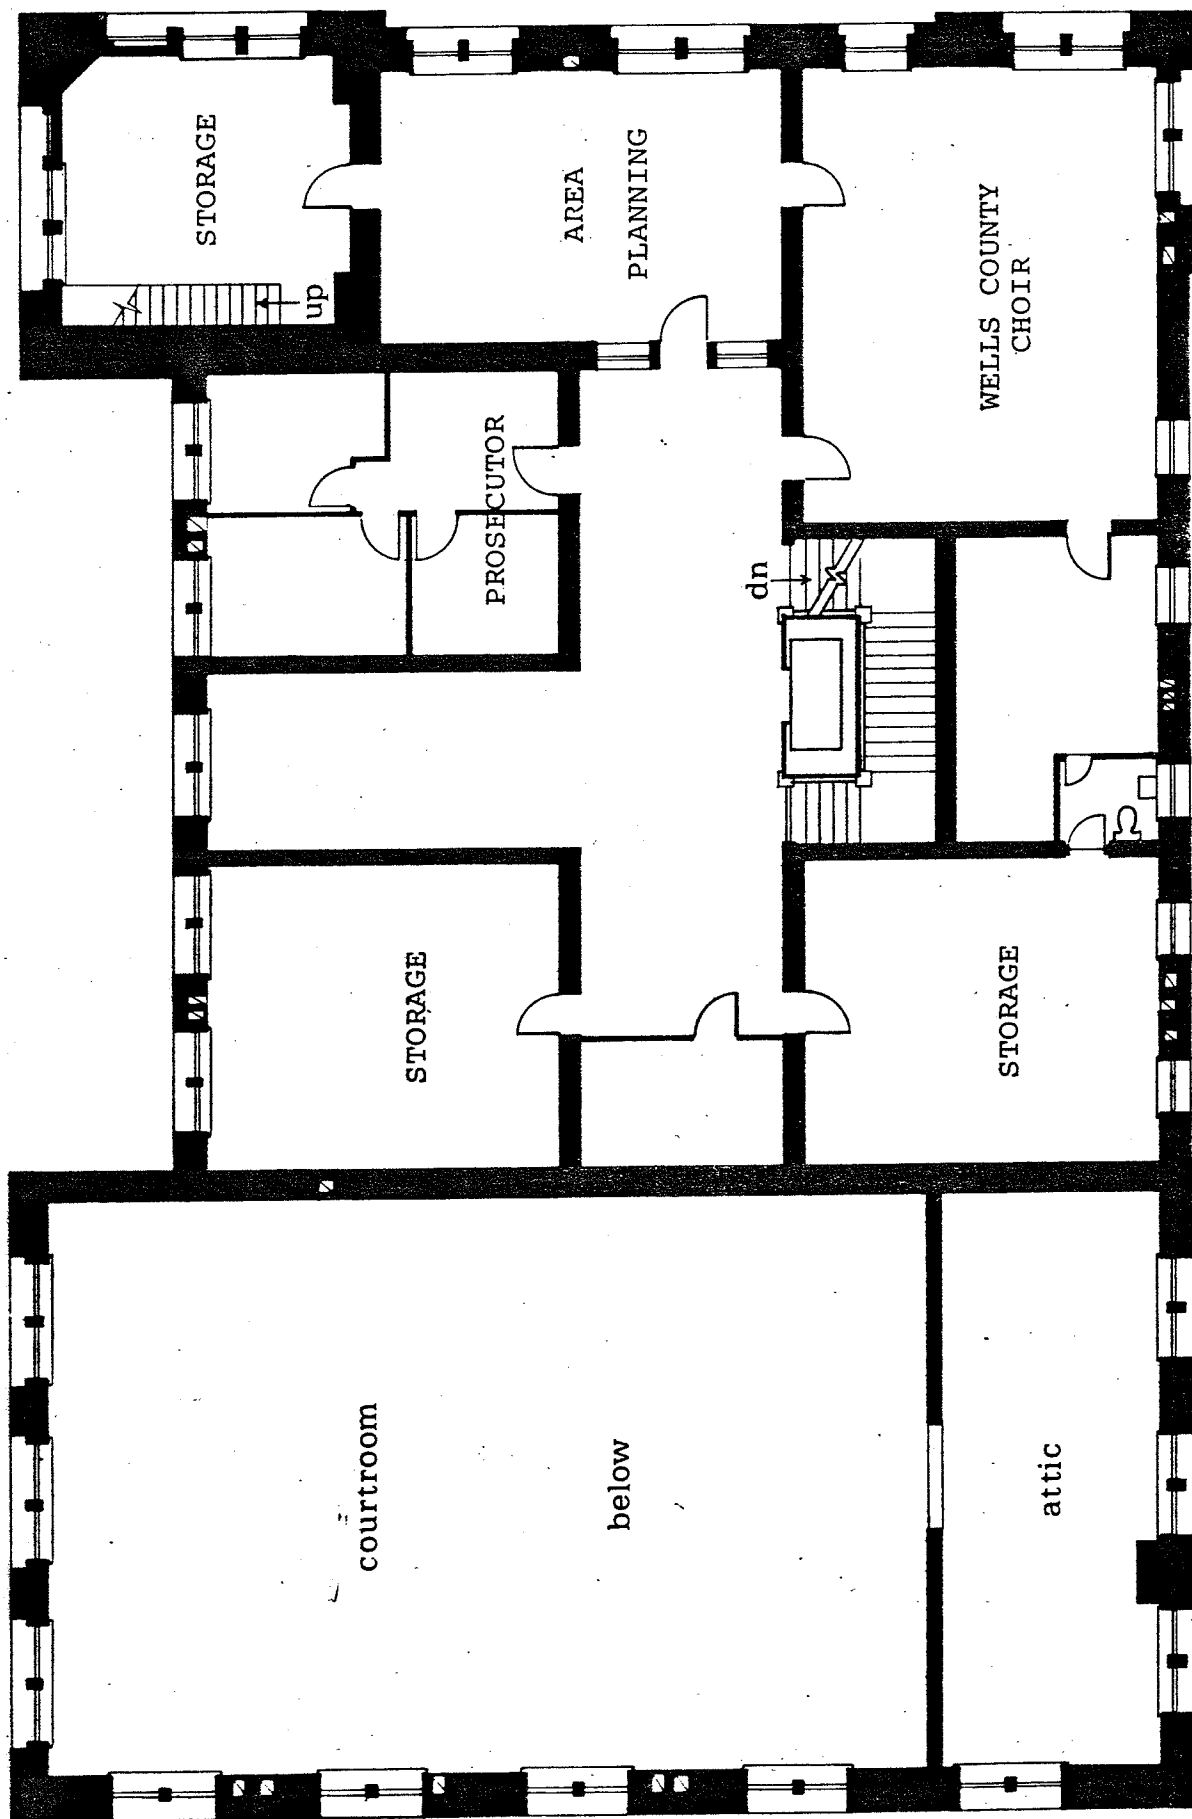 STORAGE
up
AREA
PLANNING
WELLS COUNTY
CHOIR
PROSECUTOR
dn
STORAGE
STORAGE
courtroom
below
attic